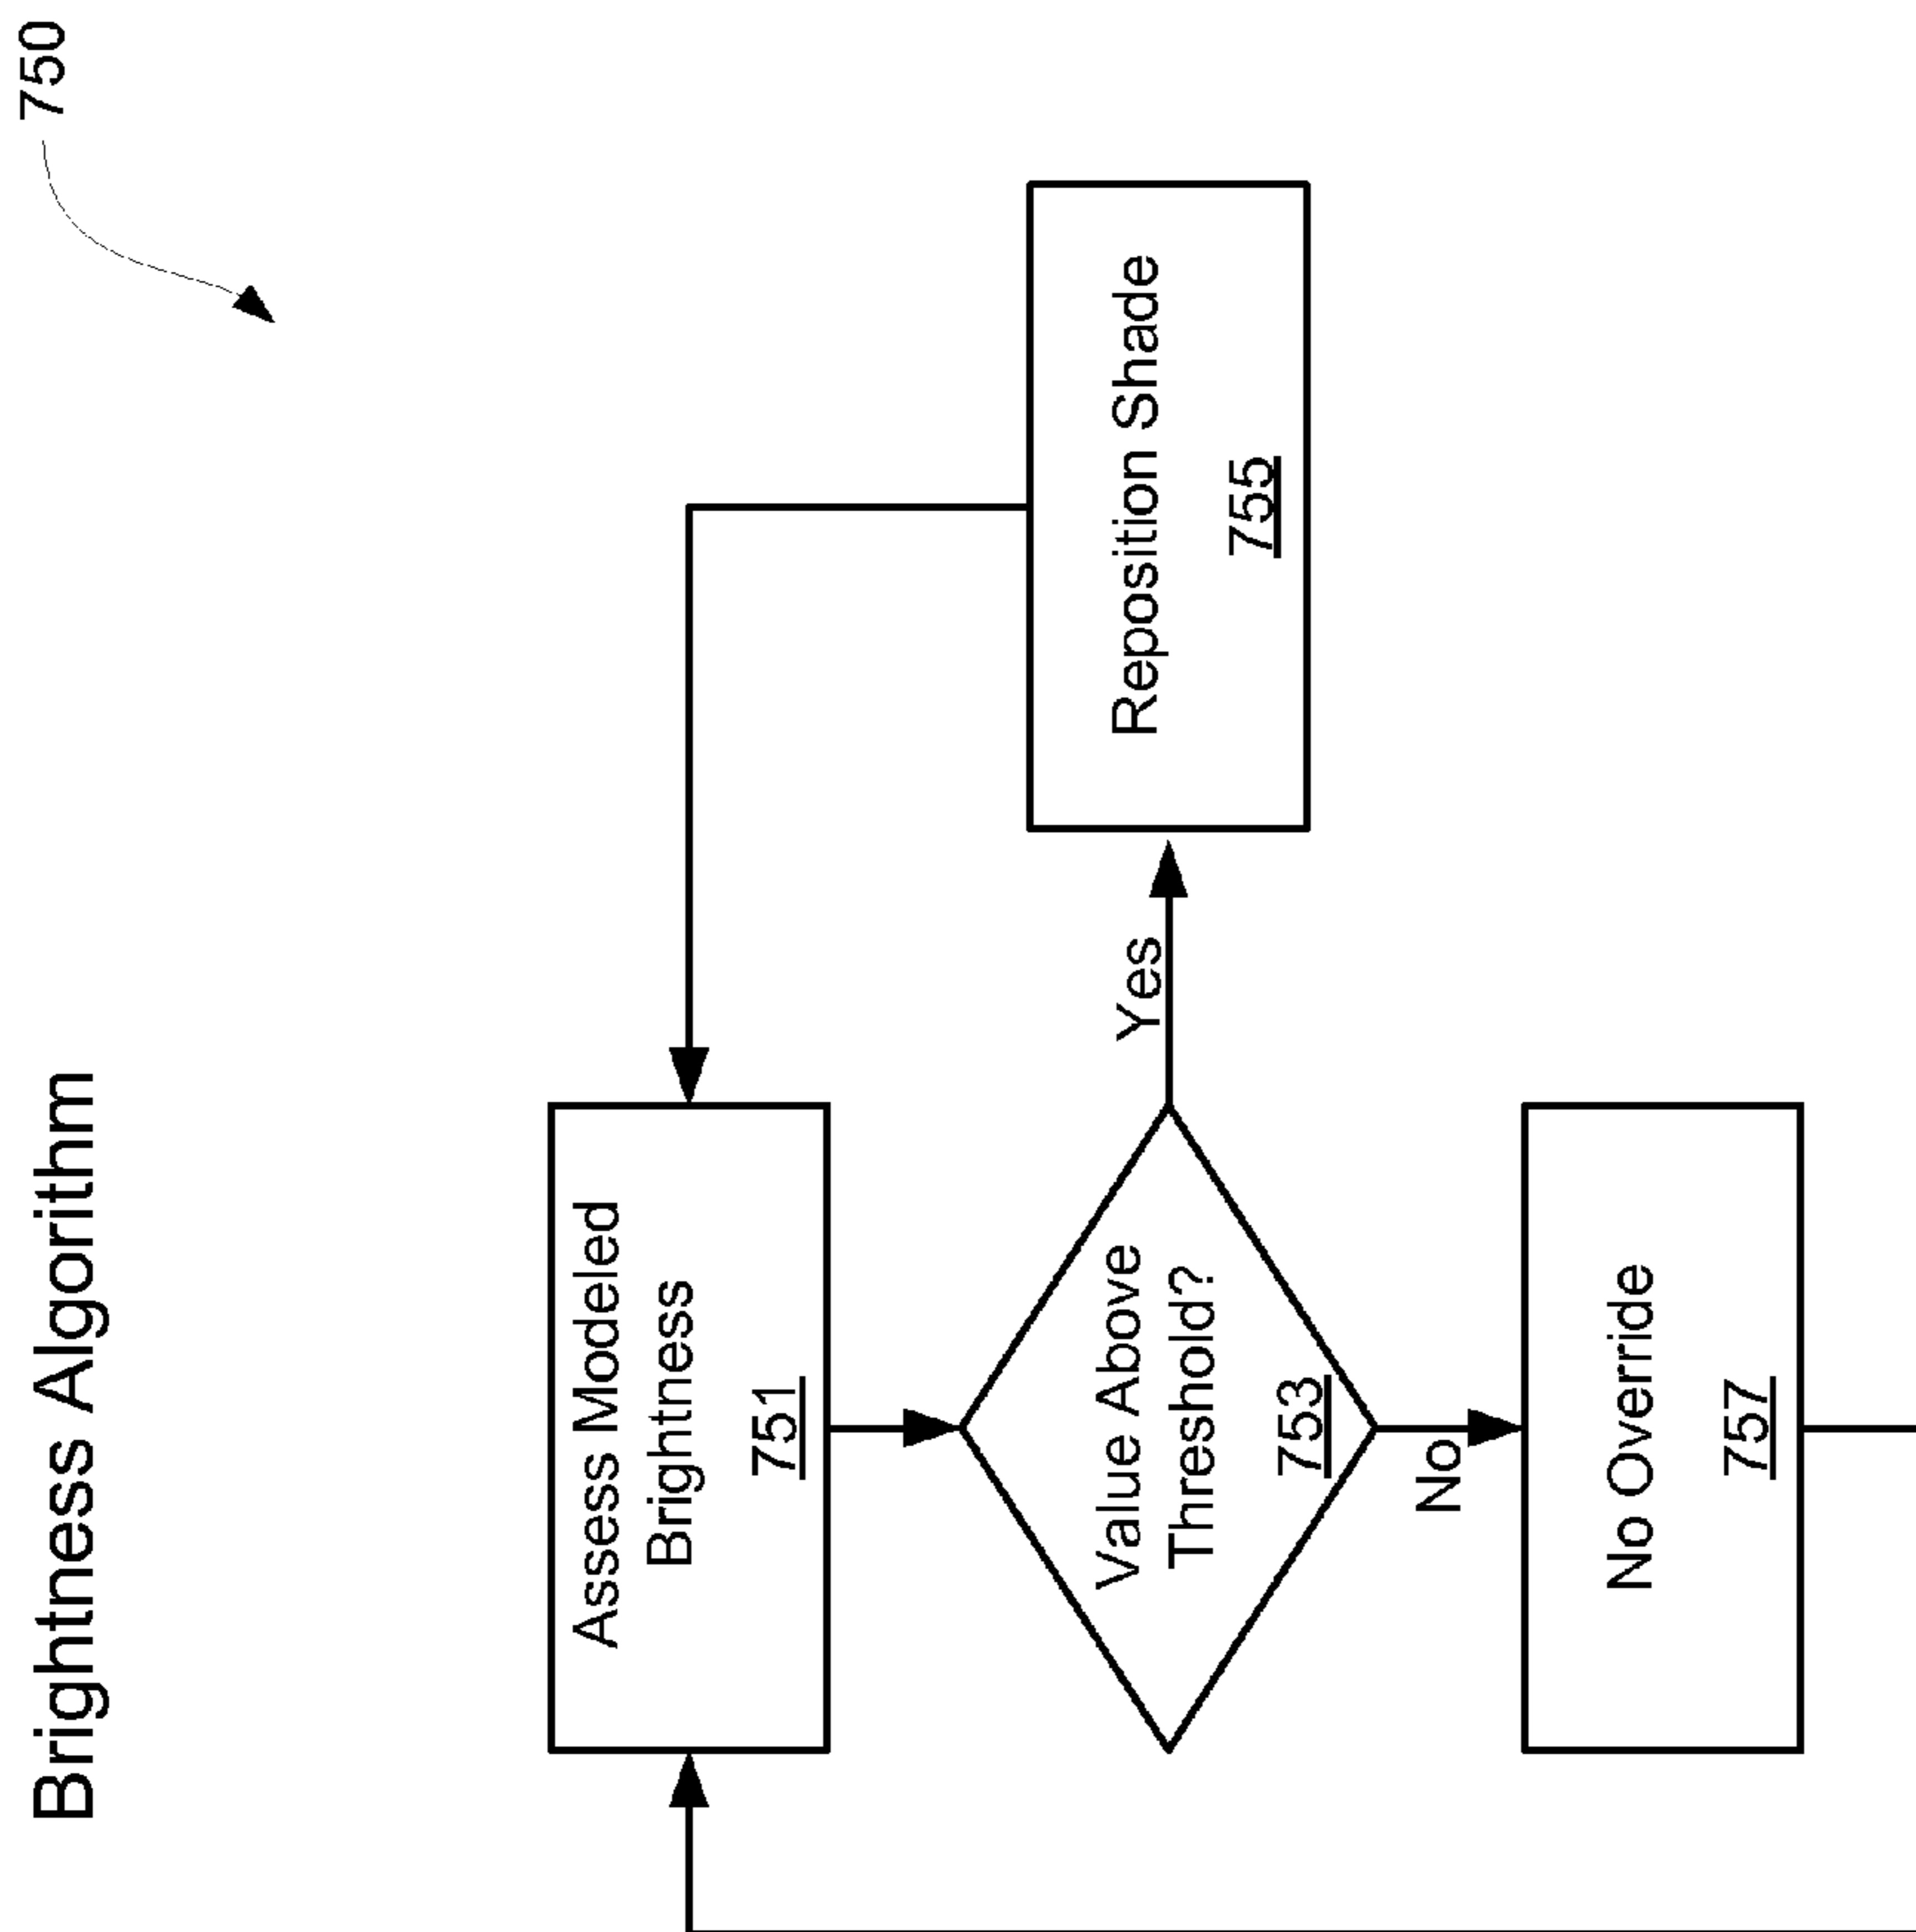 Brightness Algorithm
750
Assess Modeled
Brightness
751
Value Above
Threshold?
753
Yes
Reposition Shade
755
No
No Override
757